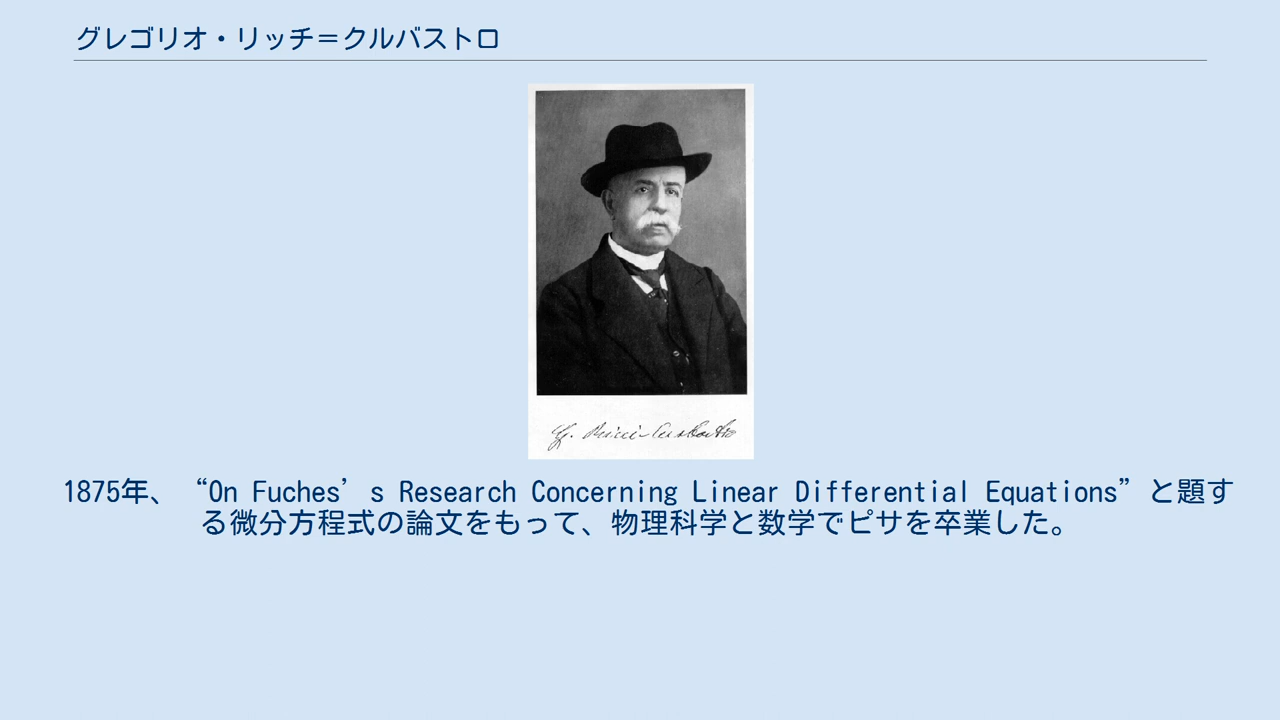 グレゴリオ・リッチ＝クルバストロ
G. Ricci-Curbastro
1875年、“On Fuches’s Research Concerning Linear Differential Equations”と題す
る微分方程式の論文をもって、物理科学と数学でピサを卒業した。